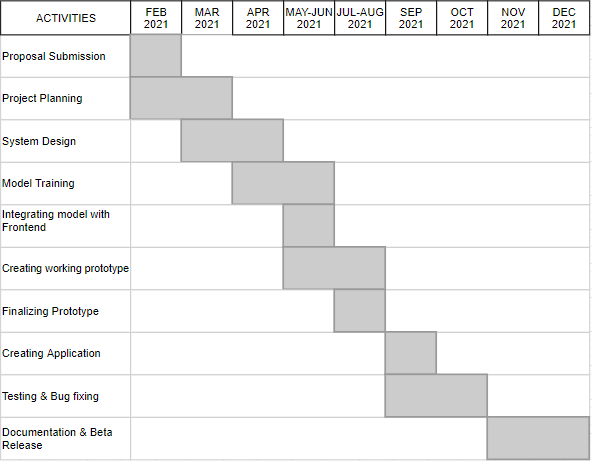 ACTIVITIES
FEB
2021
MAR
2021
APR
2021
MAY-JUN
2021
JUL-AUG
2021
SEP
2021
OCT
2021
NOV
2021
DEC
2021
Proposal Submission
Project Planning
System Design
Model Training
Integrating model with
Frontend
Creating working prototype
Finalizing Prototype
Creating Application
Testing & Bug fixing
Documentation & Beta
Release